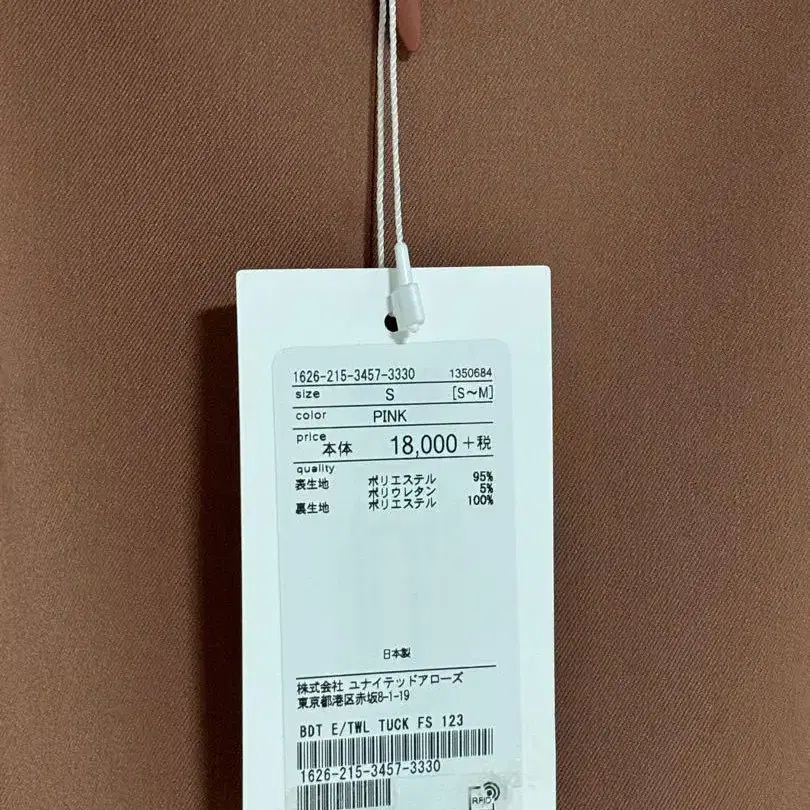 1626-215-3457-3330 1350684
size S [S~M]
color PINK
price 本体 18,000+税
quality
表生地 ポリエステル 95%
ポリウレタン 5%
裏生地 ポリエステル 100%
日本製
株式会社 ユナイテッドアローズ
東京都港区赤坂8-1-19
BDT E/TWL TUCK FS 123
1626-215-3457-3330
RFID